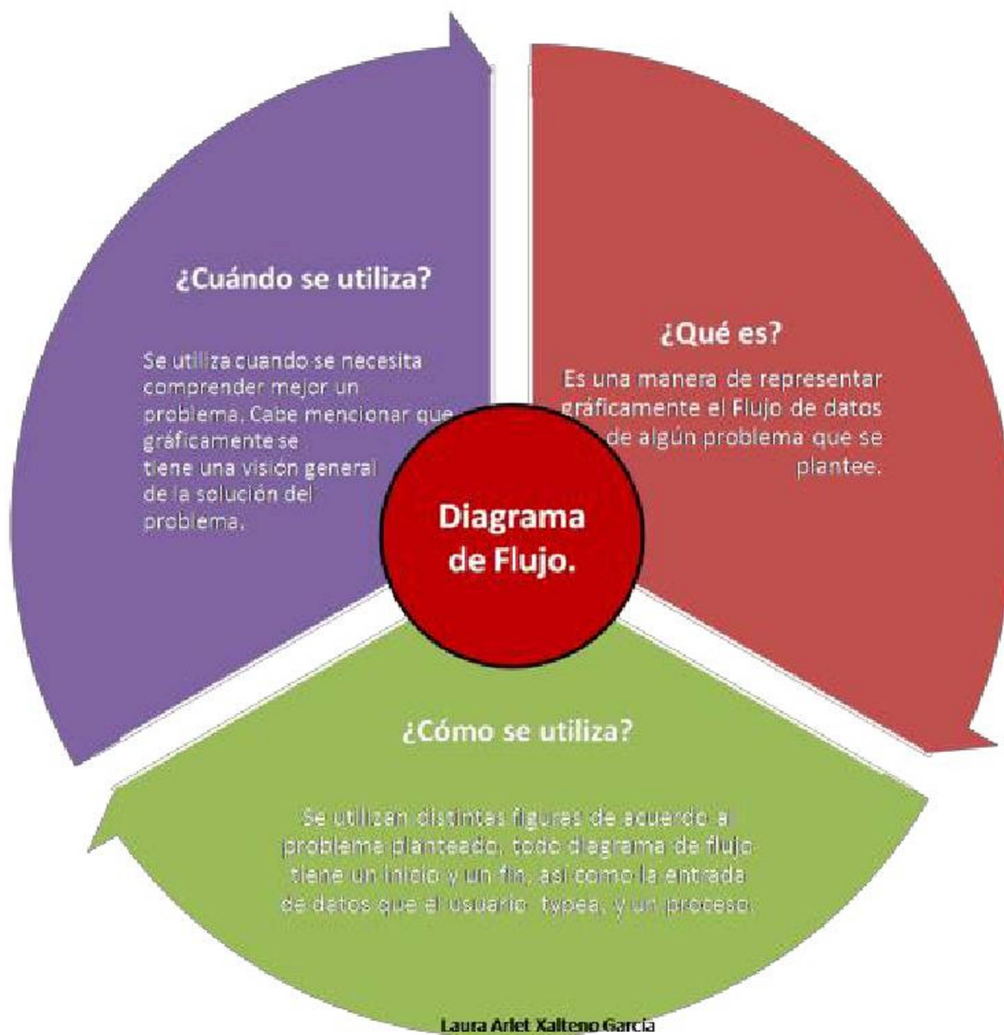 ¿Cuándo se utiliza?
Se utiliza cuando se necesita
comprender mejor un
problema. Cabe mencionar que
gráficamente se
tiene una visión general
de la solución del
problema.
¿Qué es?
Es una manera de representar
gráficamente el Flujo de datos
de algún problema que se
plantee.
Diagrama
de Flujo.
¿Cómo se utiliza?
Se utilizan distintas figuras de acuerdo al
problema planteado, todo diagrama de flujo
tiene un inicio y un fin, así como la entrada
de datos que el usuario typea, y un proceso.
Laura Arlet Xalteno García